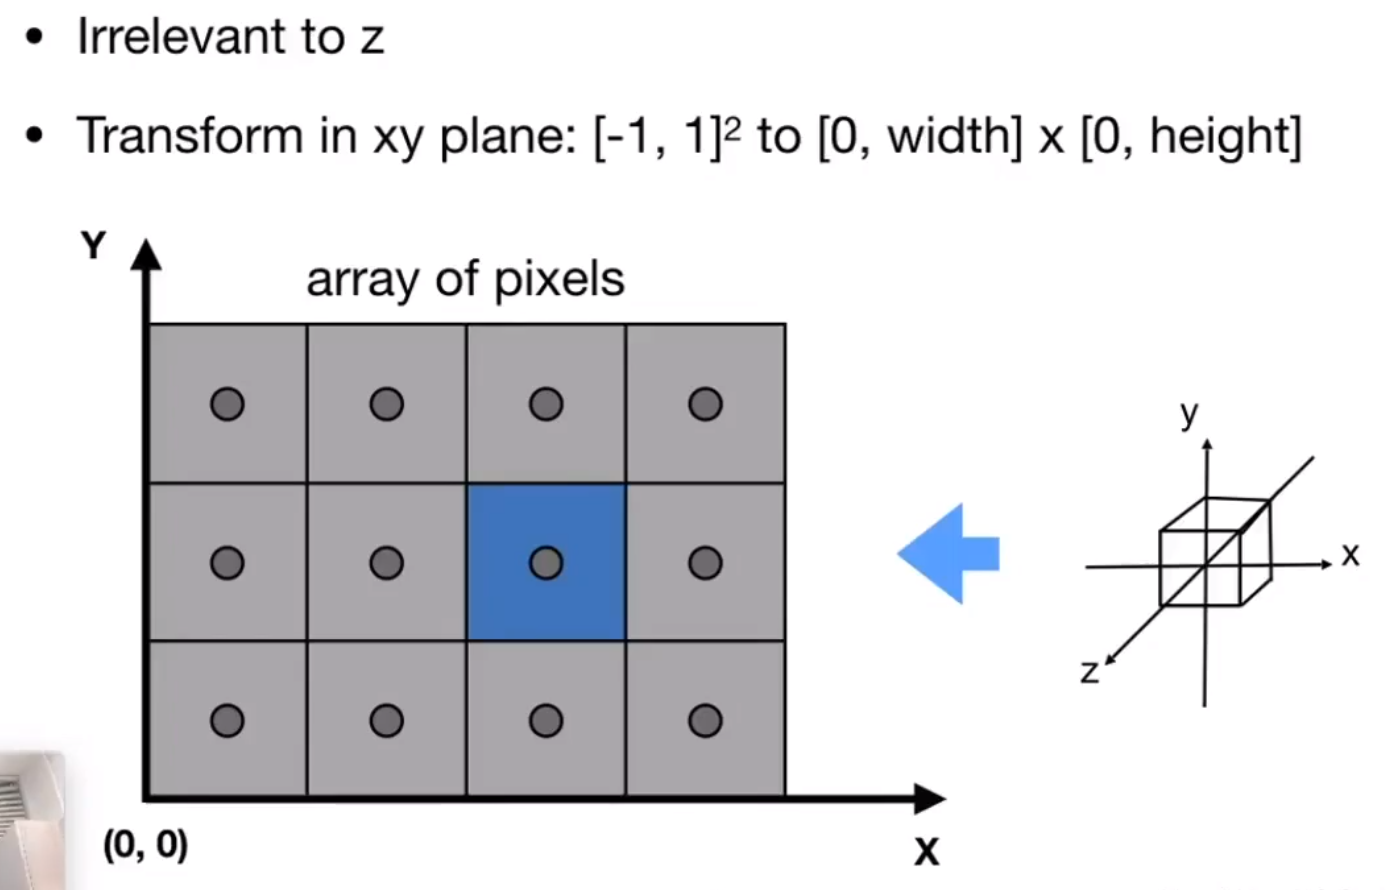 • Irrelevant to z
• Transform in xy plane: [-1, 1]² to [0, width] x [0, height]
Y
array of pixels
y
x
z
(0, 0)
X